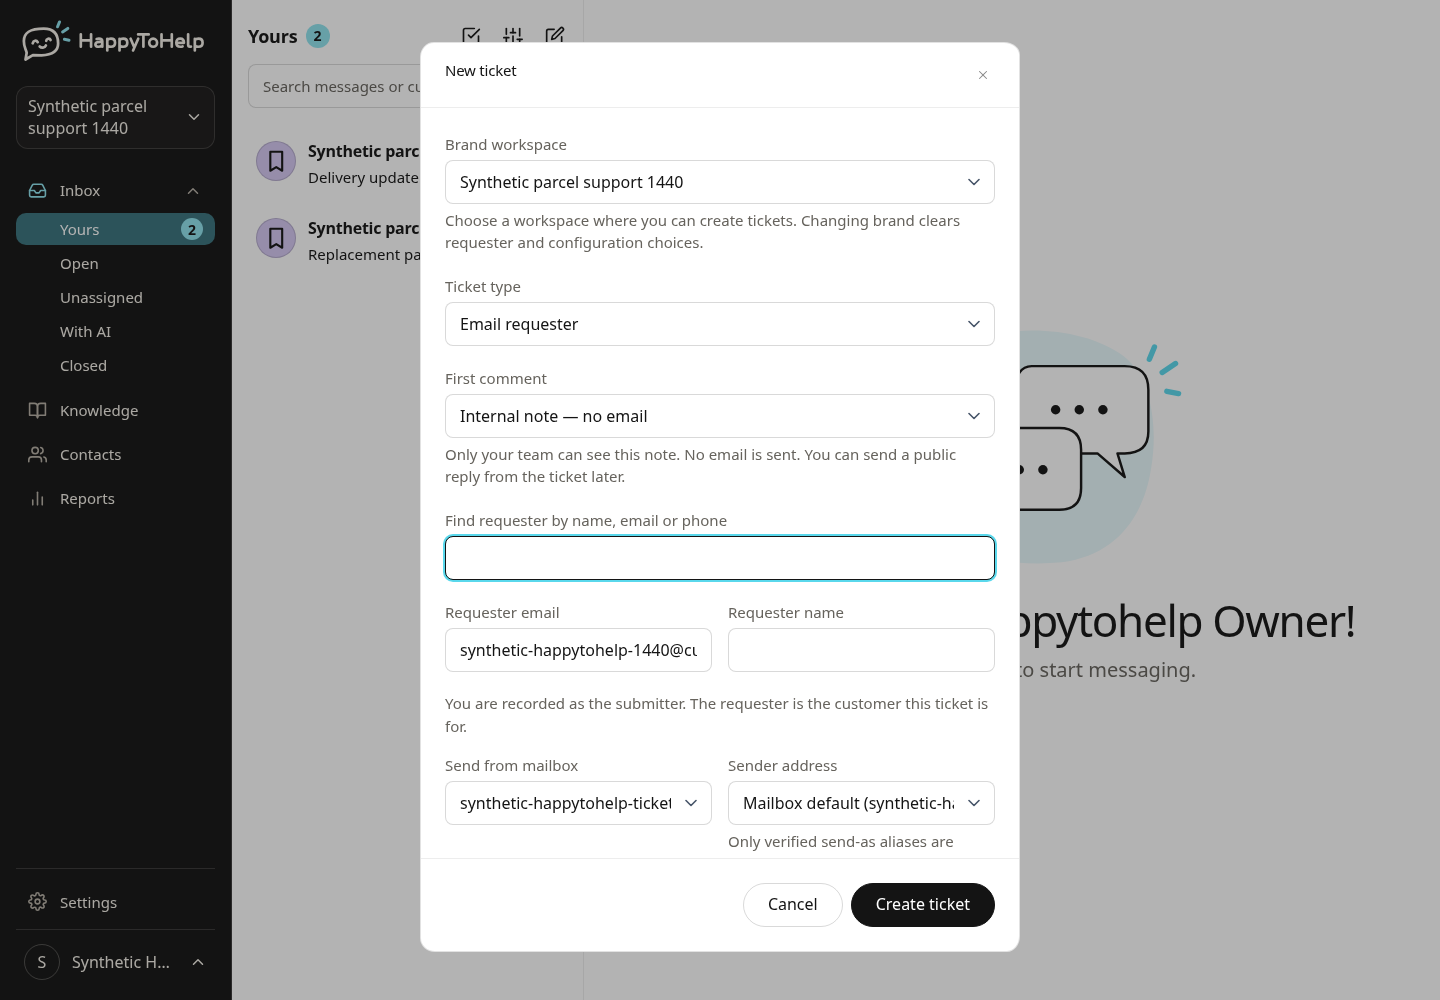 HappyToHelp
Synthetic parcel
support 1440
Inbox
Yours 2
Open
Unassigned
With AI
Closed
Knowledge
Contacts
Reports
Settings
S Synthetic H...
Yours 2
Search messages or
Synthetic
Delivery update
Synthetic
Replacement
New ticket
Brand workspace
Synthetic parcel support 1440
Choose a workspace where you can create tickets. Changing brand clears
requester and configuration choices.
Ticket type
Email requester
First comment
Internal note — no email
Only your team can see this note. No email is sent. You can send a public
reply from the ticket later.
Find requester by name, email or phone
Requester email
Requester name
synthetic-happytohelp-1440@
You are recorded as the submitter. The requester is the customer this ticket is
for.
Send from mailbox
Sender address
synthetic-happytohelp-ticket
Mailbox default (synthetic-
Only verified send-as aliases are
Cancel
Create ticket
Owner!
to start messaging.